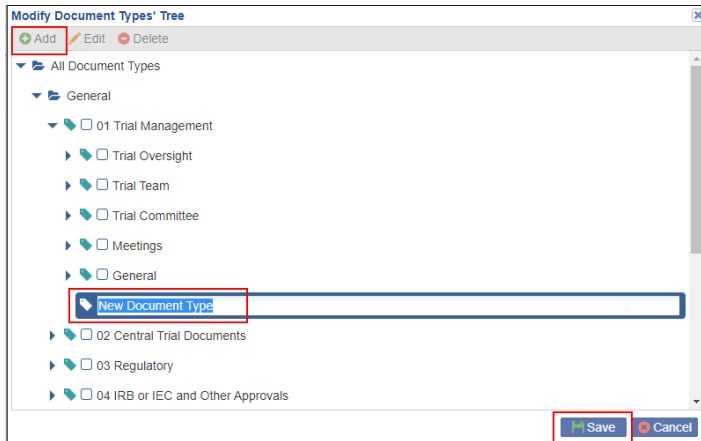 Modify Document Types' Tree
Add Edit Delete
All Document Types
General
01 Trial Management
Trial Oversight
Trial Team
Trial Committee
Meetings
General
New Document Type
02 Central Trial Documents
03 Regulatory
04 IRB or IEC and Other Approvals
Save Cancel